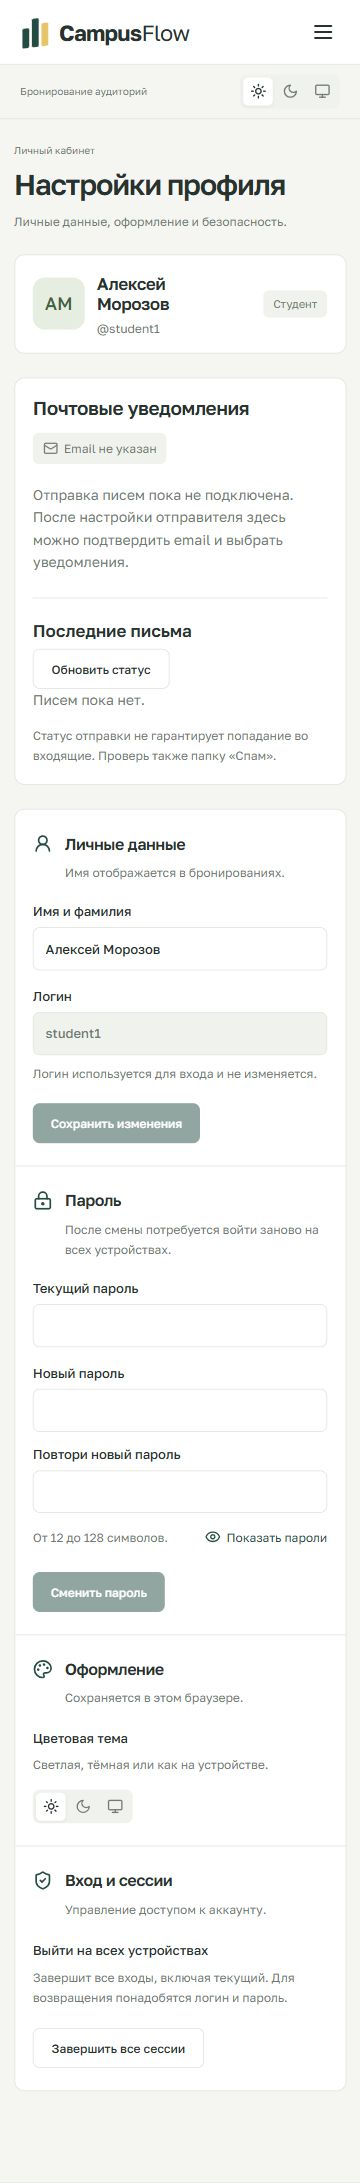 CampusFlow
Бронирование аудиторий
Личный кабинет
Настройки профиля
Личные данные, оформление и безопасность.
АМ
Алексей
Морозов
@student1
Студент
Почтовые уведомления
Email не указан
Отправка писем пока не подключена.
После настройки отправителя здесь
можно подтвердить email и выбрать
уведомления.
Последние письма
Обновить статус
Писем пока нет.
Статус отправки не гарантирует попадание во
входящие. Проверь также папку «Спам».
Личные данные
Имя отображается в бронированиях.
Имя и фамилия
Алексей Морозов
Логин
student1
Логин используется для входа и не изменяется.
Сохранить изменения
Пароль
После смены потребуется войти заново на
всех устройствах.
Текущий пароль
Новый пароль
Повтори новый пароль
От 12 до 128 символов.
Показать пароли
Сменить пароль
Оформление
Сохраняется в этом браузере.
Цветовая тема
Светлая, тёмная или как на устройстве.
Вход и сессии
Управление доступом к аккаунту.
Выйти на всех устройствах
Завершит все входы, включая текущий. Для
возвращения понадобятся логин и пароль.
Завершить все сессии